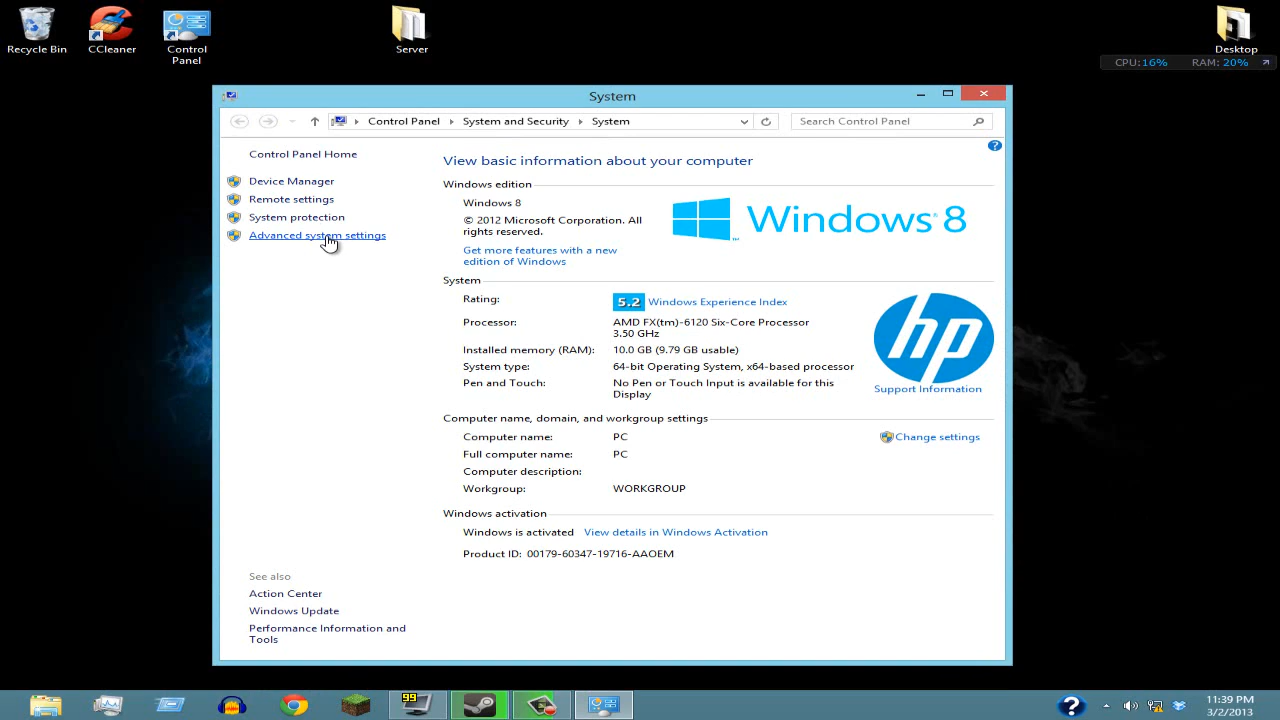 Recycle Bin
CCleaner
Control
Panel
Server
Desktop
CPU:16% RAM: 20%
System
Control Panel System and Security System
Search Control Panel
?
Control Panel Home
Device Manager
Remote settings
System protection
Advanced system settings
View basic information about your computer
Windows edition
Windows 8
© 2012 Microsoft Corporation. All
rights reserved.
Get more features with a new
edition of Windows
Windows® 8
™
System
Rating: 5.2 Windows Experience Index
Processor: AMD FX(tm)-6120 Six-Core Processor
3.50 GHz
Installed memory (RAM): 10.0 GB (9.79 GB usable)
System type: 64-bit Operating System, x64-based processor
Pen and Touch: No Pen or Touch Input is available for this
Display
hp
Support Information
Computer name, domain, and workgroup settings
Computer name: PC
Change settings
Full computer name: PC
Computer description:
Workgroup: WORKGROUP
Windows activation
Windows is activated View details in Windows Activation
Product ID: 00179-60347-19716-AAOEM
See also
Action Center
Windows Update
Performance Information and
Tools
99
?
11:39 PM
3/2/2013